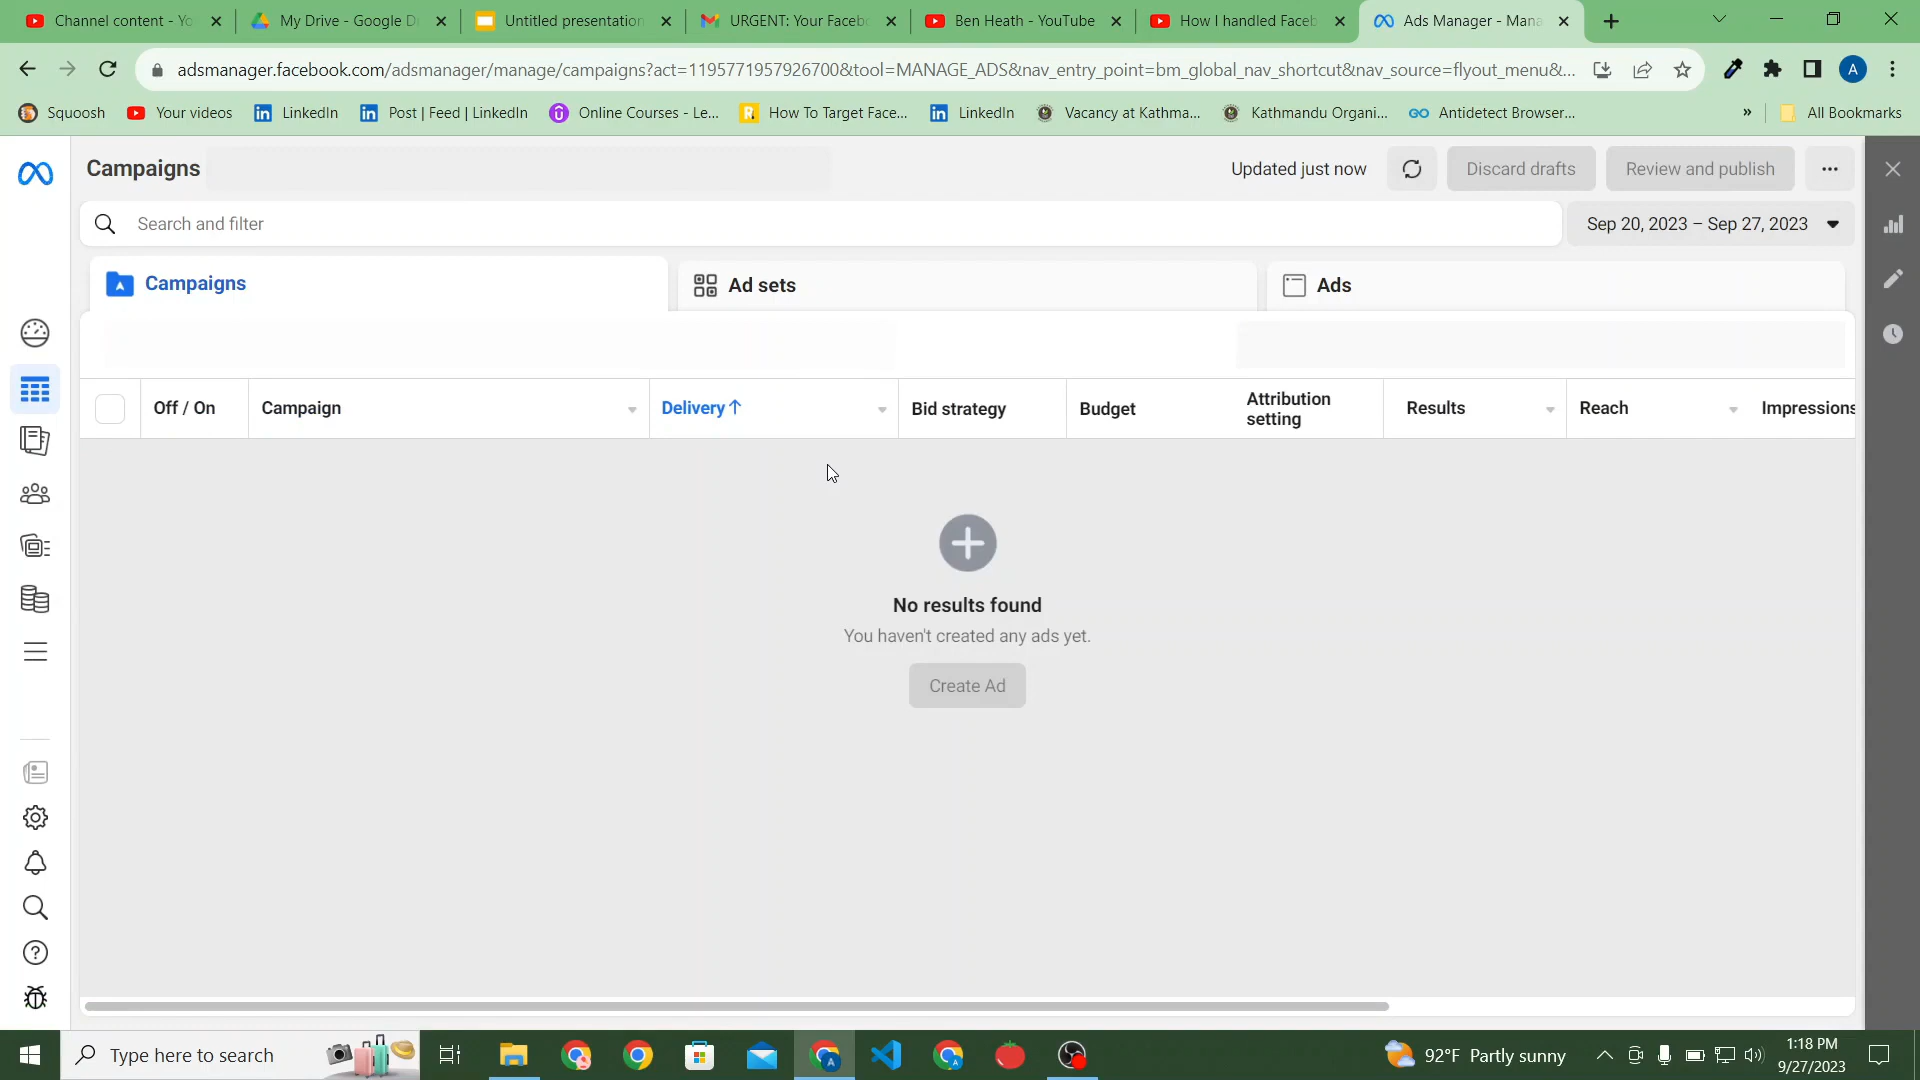 Channel content - Yo
My Drive - Google D
Untitled presentation
URGENT: Your Facebo
Ben Heath - YouTube
How I handled Faceb
Ads Manager - Mana
adsmanager.facebook.com/adsmanager/manage/campaigns?act=1195771957926700&tool=MANAGE_ADS&nav_entry_point=bm_global_nav_shortcut&nav_source=flyout_menu&...
A
Squoosh
Your videos
LinkedIn
Post | Feed | LinkedIn
Online Courses - Le...
How To Target Face...
LinkedIn
Vacancy at Kathma...
Kathmandu Organi...
Antidetect Browser...
»
All Bookmarks
Campaigns
Updated just now
Discard drafts
Review and publish
Search and filter
Sep 20, 2023 – Sep 27, 2023
Campaigns
Ad sets
Ads
Off / On
Campaign
Delivery ↑
Bid strategy
Budget
Attribution
setting
Results
Reach
Impressions
No results found
You haven't created any ads yet.
Create Ad
Type here to search
92°F Partly sunny
1:18 PM
9/27/2023